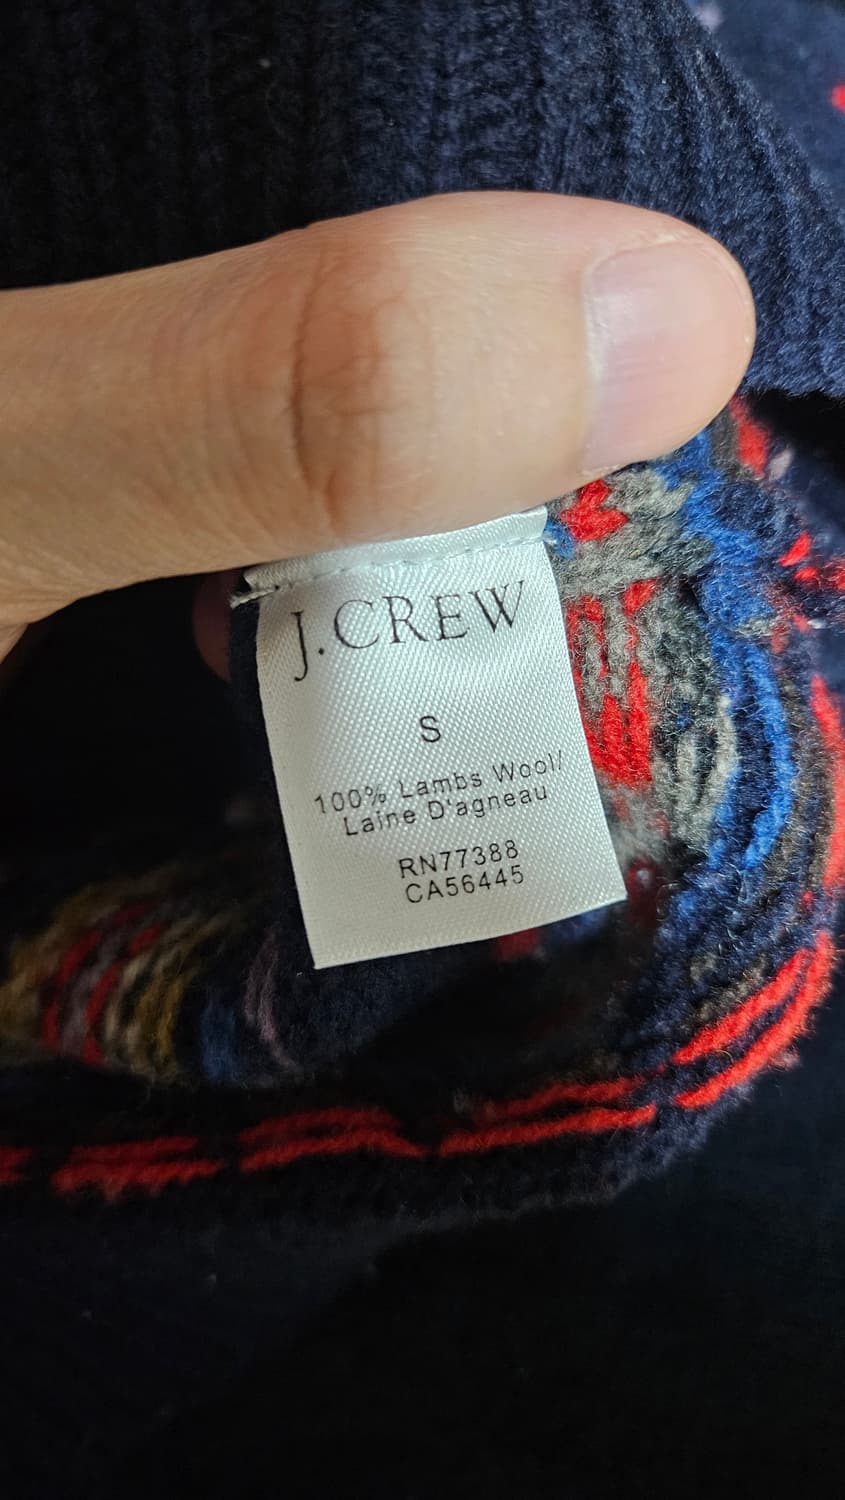 J.CREW
S
100% Lambs Wool/
Laine D'agneau
RN77388
CA56445